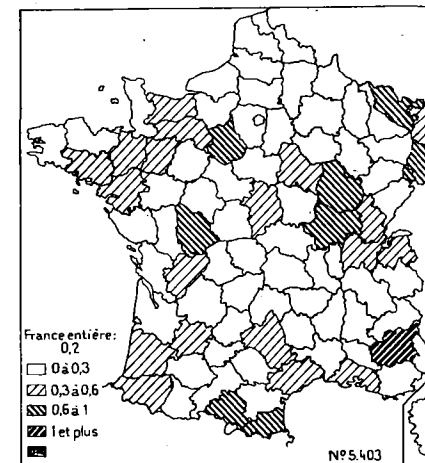 France entière:
0,2
0 à 0,3
0,3 à 0,6
0,6 à 1
1 et plus
Nº 5.403